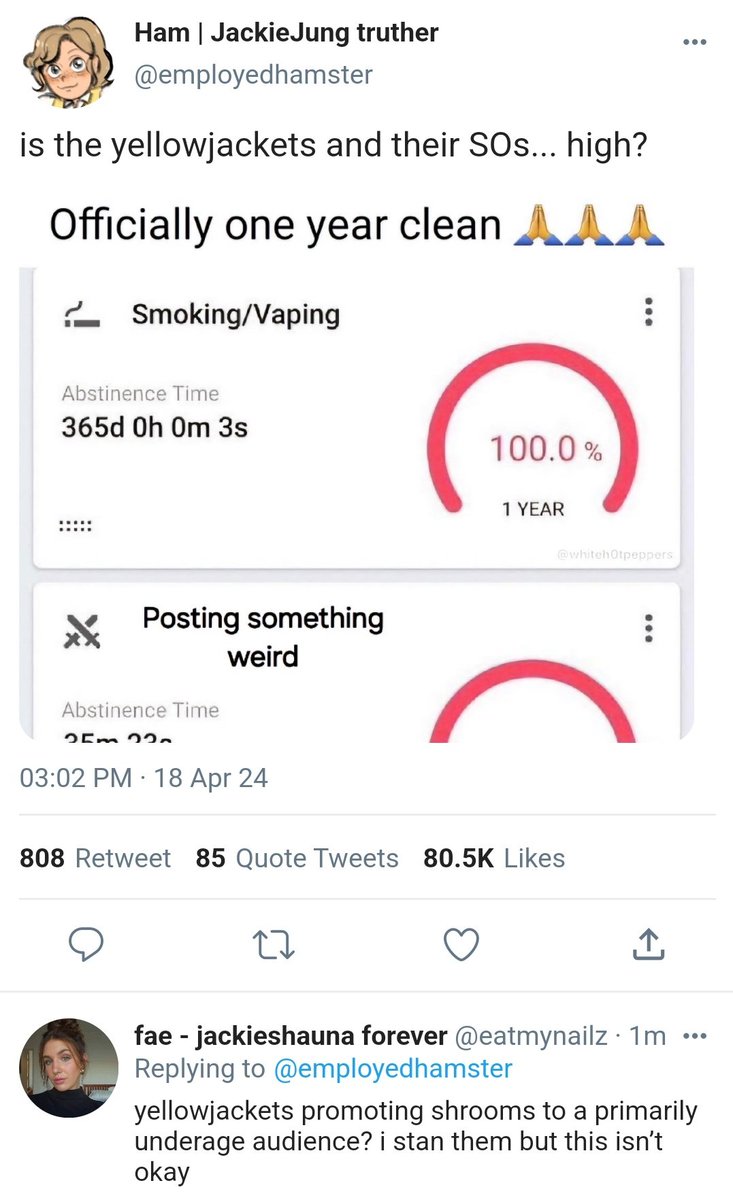 Ham | JackieJung truther
@employedhamster
is the yellowjackets and their SOs... high?
Officially one year clean 🙏🙏🙏
Smoking/Vaping
Abstinence Time
365d 0h 0m 3s
100.0 %
1 YEAR
@whiteh0tpeppers
Posting something
weird
Abstinence Time
03:02 PM · 18 Apr 24
808 Retweet 85 Quote Tweets 80.5K Likes
fae - jackieshauna forever @eatmynailz · 1m
Replying to @employedhamster
yellowjackets promoting shrooms to a primarily
underage audience? i stan them but this isn’t
okay